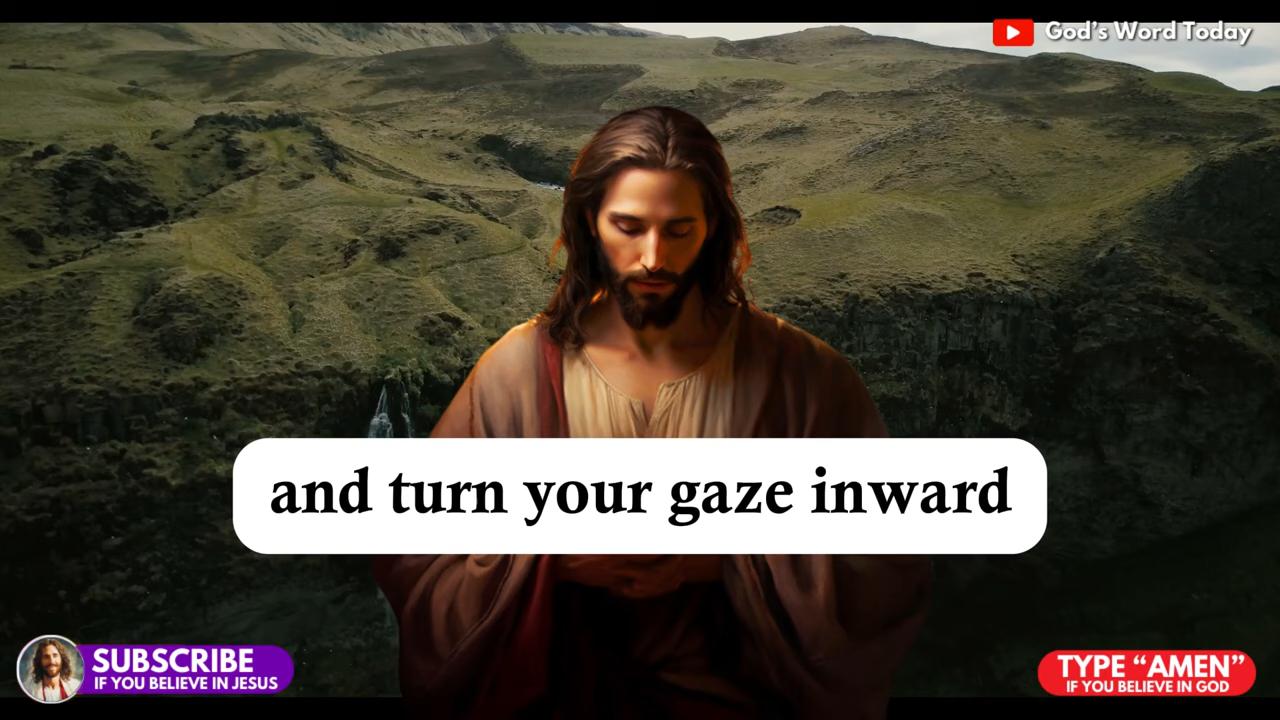 God's Word Today
and turn your gaze inward
SUBSCRIBE
IF YOU BELIEVE IN JESUS
TYPE “AMEN”
IF YOU BELIEVE IN GOD